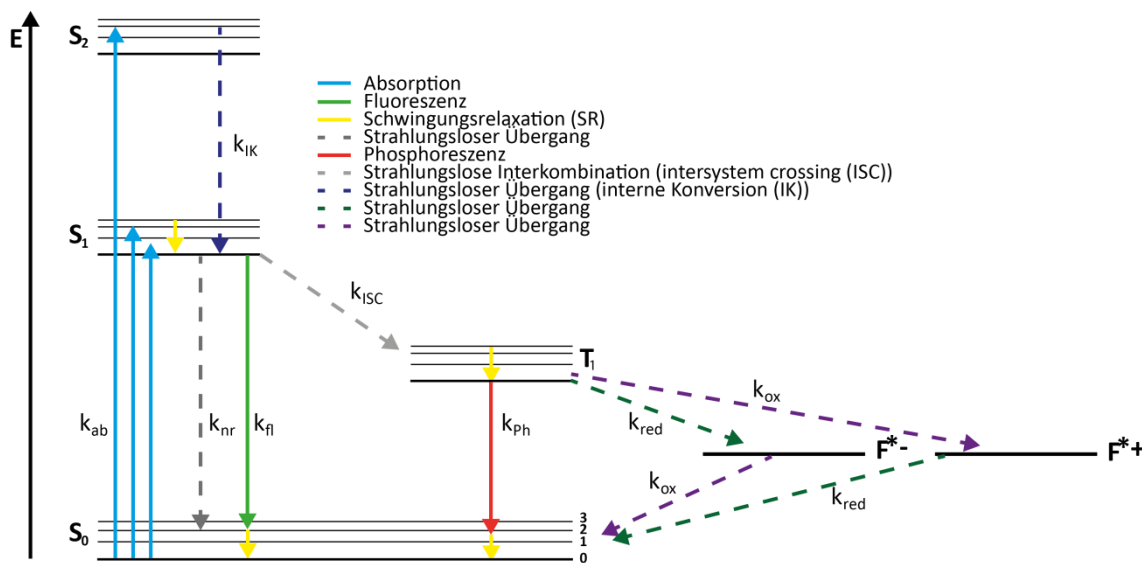 E
S2
Absorption
Fluoreszenz
Schwingungsrelaxation (SR)
Strahlungsloser Übergang
Phosphoreszenz
Strahlungslose Interkombination (intersystem crossing (ISC))
Strahlungsloser Übergang (interne Konversion (IK))
Strahlungsloser Übergang
Strahlungsloser Übergang
kIK
S1
kISC
T1
kox
kab
knr
kfl
kPh
kred
F*-
F*+
kox
kred
S0
3
2
1
0